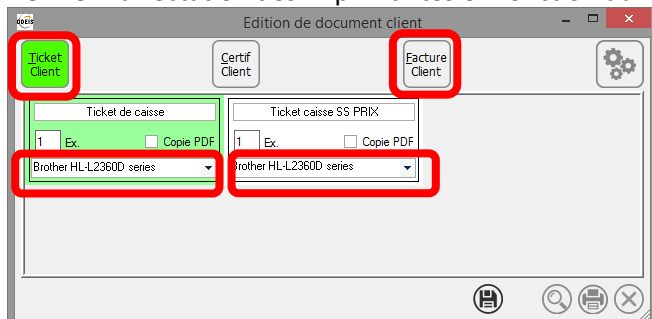 ODEIS
Edition de document client
Ticket
Client
Certif
Client
Facture
Client
Ticket de caisse
1 Ex. Copie PDF
Brother HL-L2360D series
Ticket caisse SS PRIX
1 Ex. Copie PDF
Brother HL-L2360D series